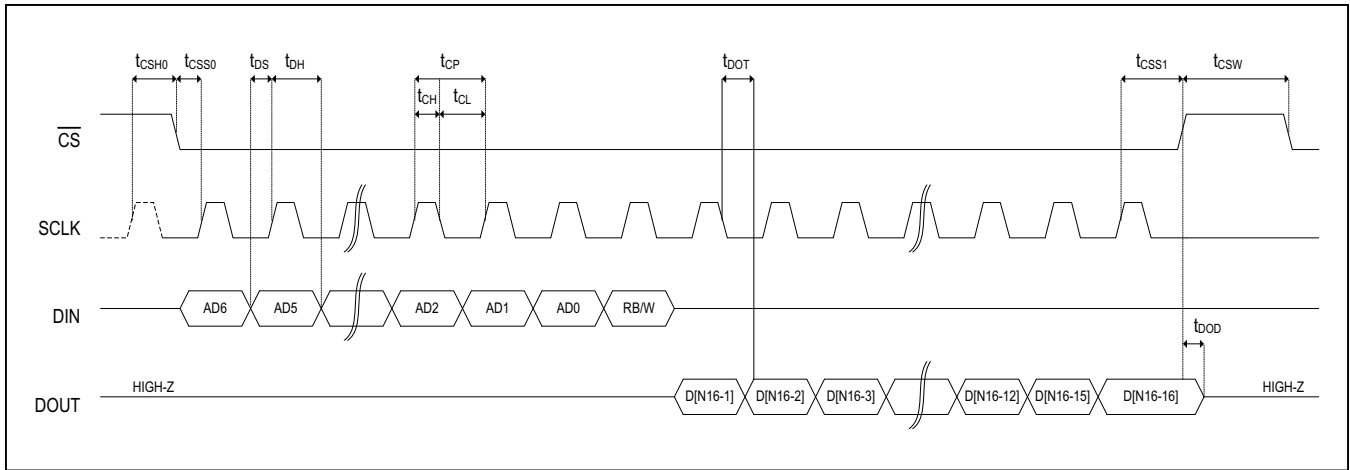 tCSH0 tCSS0 tDS tDH tCP tDOT tCSS1 tCSW
tCH tCL
CS
SCLK
DIN AD6 AD5 AD2 AD1 AD0 RB/W
tDOD
DOUT HIGH-Z D[N16-1] D[N16-2] D[N16-3] D[N16-12] D[N16-15] D[N16-16] HIGH-Z